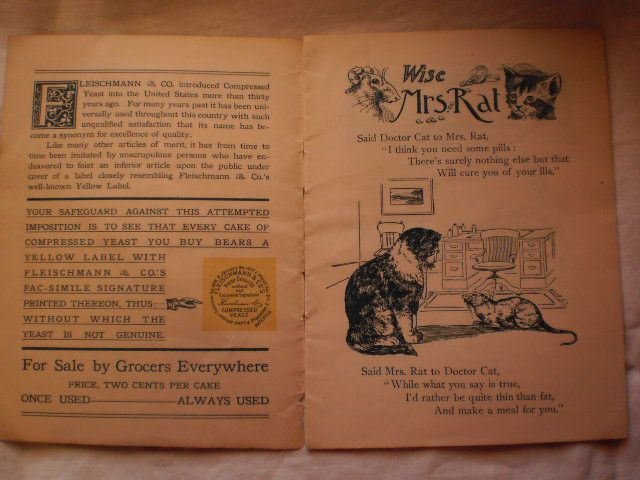 FLEISCHMANN & CO. introduced Compressed
Yeast into the United States more than thirty
years ago. For many years past it has been uni-
versally used throughout this country with such
unqualified satisfaction that its name has be-
come a synonym for excellence of quality.
Like many other articles of merit, it has from time to
time been imitated by unscrupulous persons who have en-
deavored to foist an inferior article upon the public under
cover of a label closely resembling Fleischmann & Co.'s
well-known Yellow Label.
YOUR SAFEGUARD AGAINST THIS ATTEMPTED
IMPOSITION IS TO SEE THAT EVERY CAKE OF
COMPRESSED YEAST YOU BUY BEARS A
YELLOW LABEL WITH
FLEISCHMANN & CO.'S
FAC-SIMILE SIGNATURE
PRINTED THEREON, THUS:
WITHOUT WHICH THE
YEAST IS NOT GENUINE.
FLEISCHMANN & CO'S
COMPRESSED
YEAST
For Sale by Grocers Everywhere
PRICE, TWO CENTS PER CAKE
ONCE USED ALWAYS USED
Wise
Mrs. Rat
Said Doctor Cat to Mrs. Rat,
"I think you need some pills;
There's surely nothing else but that
Will cure you of your ills,"
Said Mrs. Rat to Doctor Cat,
"While what you say is true,
I'd rather be quite thin than fat,
And make a meal for you."